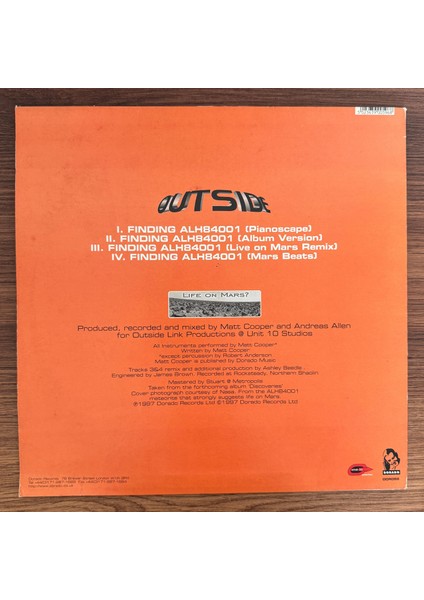 OUTSIDE
I. FINDING ALH84001 (Pianoscape)
II. FINDING ALH84001 (Album Version)
III. FINDING ALH84001 (Live on Mars Remix)
IV. FINDING ALH84001 (Mars Beats)
LIFE ON MARS?
Produced, recorded and mixed by Matt Cooper and Andreas Allen
for Outside Link Productions @ Unit 10 Studios
All instruments performed by Matt Cooper*
Written by Matt Cooper
*except percussion by Robert Anderson
Published by Dorado Music
Tracks 3&4 remix and additional production by Ashley Beedle.
Engineered by James Brown. Recorded at Rocksteady, Northern Shaolin
Mastered by Stuart @ Metropolis
Taken from the forthcoming album 'Discoveries'
Cover photograph courtesy of Nasa. From the ALH84001
meteorite that strongly suggests life on Mars.
℗1997 Dorado Records Ltd ©1997 Dorado Records Ltd
DORADO